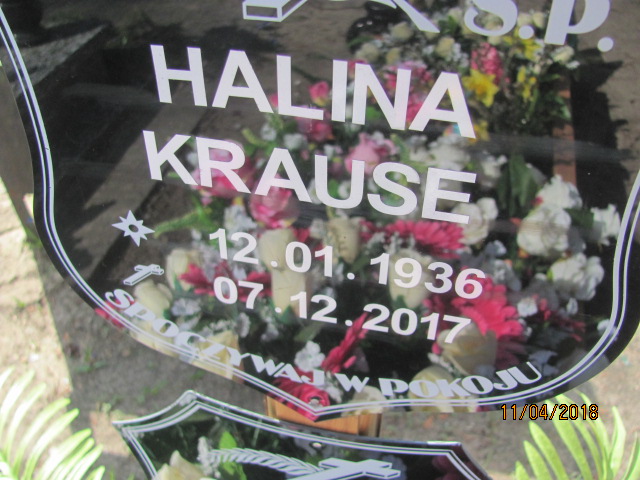 Ś.P.
HALINA
KRAUSE
12.01.1936
07.12.2017
SPOCZYWAJ W POKOJU
11/04/2018